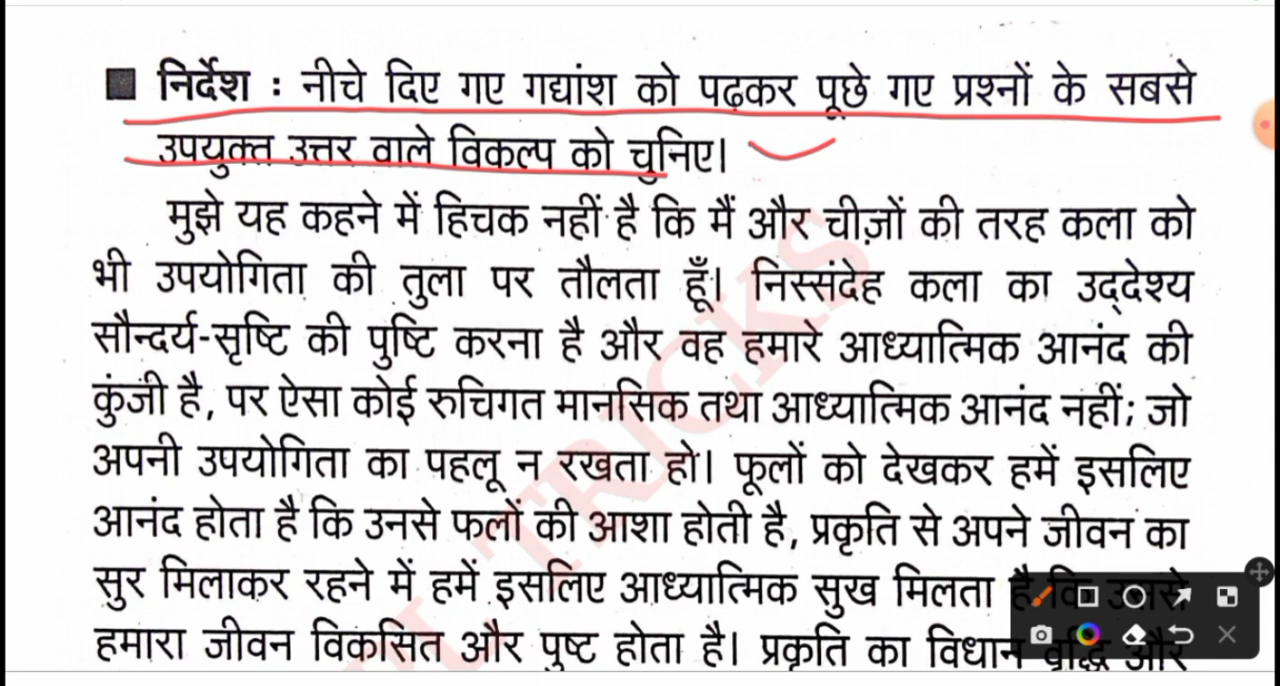 ■ निर्देश : नीचे दिए गए गद्यांश को पढ़कर पूछे गए प्रश्नों के सबसे
उपयुक्त उत्तर वाले विकल्प को चुनिए।
मुझे यह कहने में हिचक नहीं है कि मैं और चीज़ों की तरह कला को
भी उपयोगिता की तुला पर तौलता हूँ। निस्संदेह कला का उद्देश्य
सौन्दर्य-सृष्टि की पुष्टि करना है और वह हमारे आध्यात्मिक आनंद की
कुंजी है, पर ऐसा कोई रुचिगत मानसिक तथा आध्यात्मिक आनंद नहीं; जो
अपनी उपयोगिता का पहलू न रखता हो। फूलों को देखकर हमें इसलिए
आनंद होता है कि उनसे फलों की आशा होती है, प्रकृति से अपने जीवन का
सुर मिलाकर रहने में हमें इसलिए आध्यात्मिक सुख मिलता है कि उससे
हमारा जीवन विकसित और पुष्ट होता है। प्रकृति का विधान वृद्धि और
TRICKS